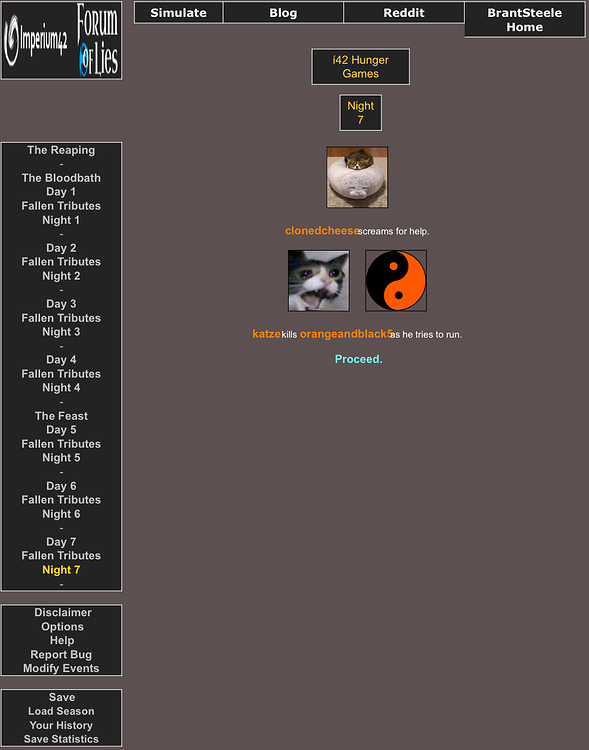 Imperium42
Forum
of Lies
Simulate
Blog
Reddit
BrantSteele
Home
í42 Hunger
Games
Night
7
The Reaping
-
The Bloodbath
Day 1
Fallen Tributes
Night 1
-
Day 2
Fallen Tributes
Night 2
-
Day 3
Fallen Tributes
Night 3
-
Day 4
Fallen Tributes
Night 4
-
The Feast
Day 5
Fallen Tributes
Night 5
-
Day 6
Fallen Tributes
Night 6
-
Day 7
Fallen Tributes
Night 7
-
Disclaimer
Options
Help
Report Bug
Modify Events
Save
Load Season
Your History
Save Statistics
clonedcheese screams for help.
katze kills orangeandblack5 as he tries to run.
Proceed.